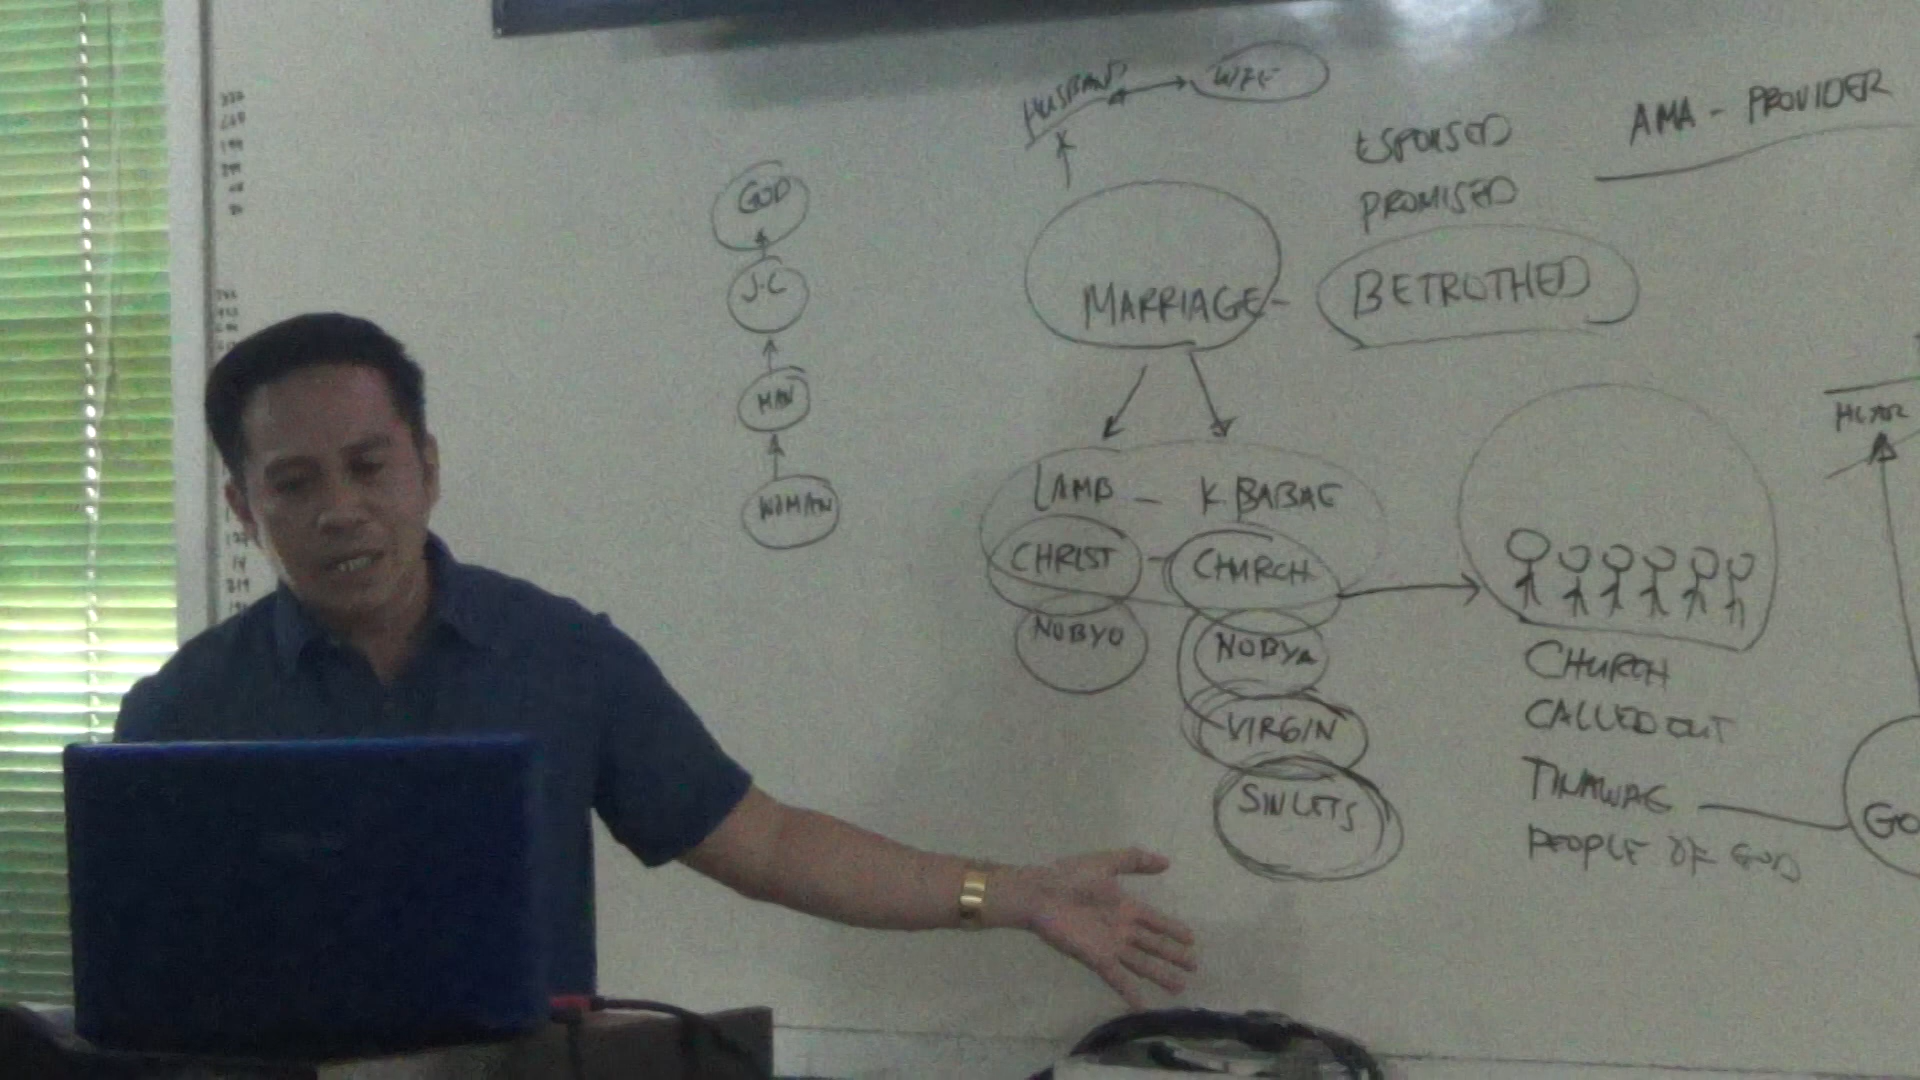 HUSBAND
WIFE
ESPOUSED
AMA - PROVIDER
PROMISED
GOD
J.C
MARRIAGE -
BETROTHED
MAN
WOMAN
LAMB - K BABAE
CHRIST - CHURCH
NOBYO
NOBYA
VIRGIN
CHURCH
CALLED OUT
TINAWAG
PEOPLE OF GOD